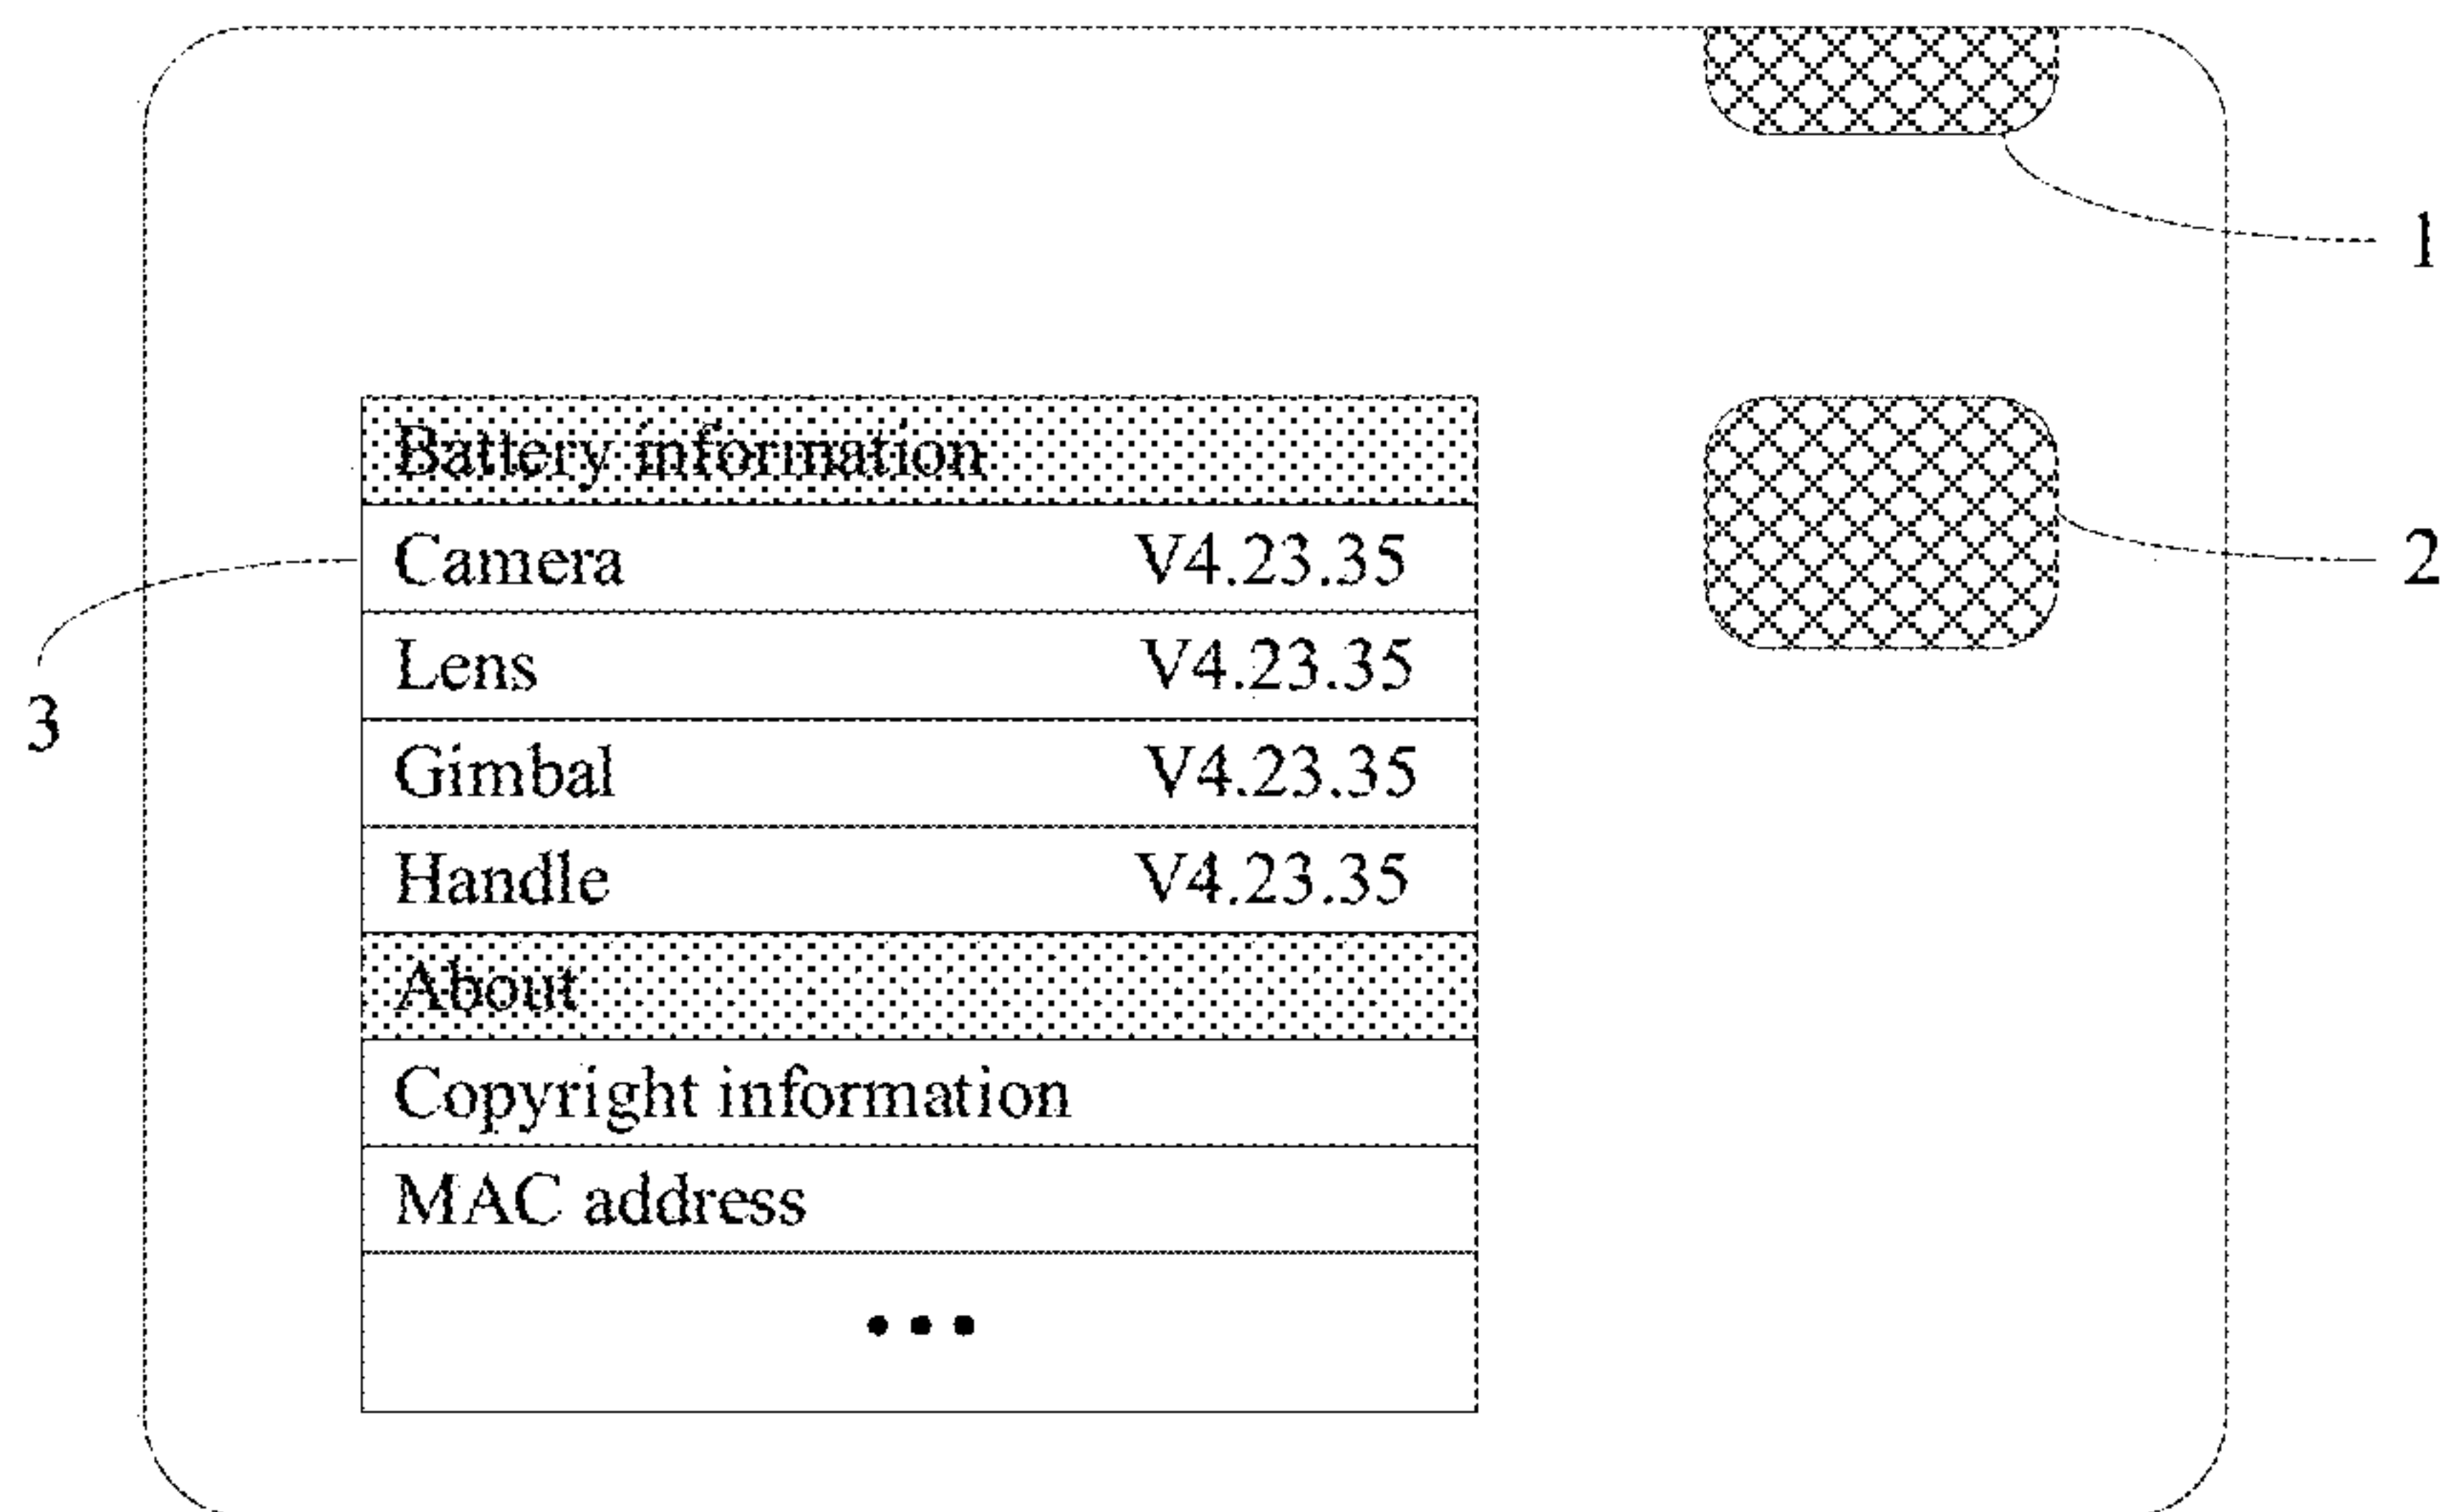 1
Battery information
Camera V4.23.35
2
Lens V4.23.35
3
Gimbal V4.23.35
Handle V4.23.35
About
Copyright information
MAC address
•••